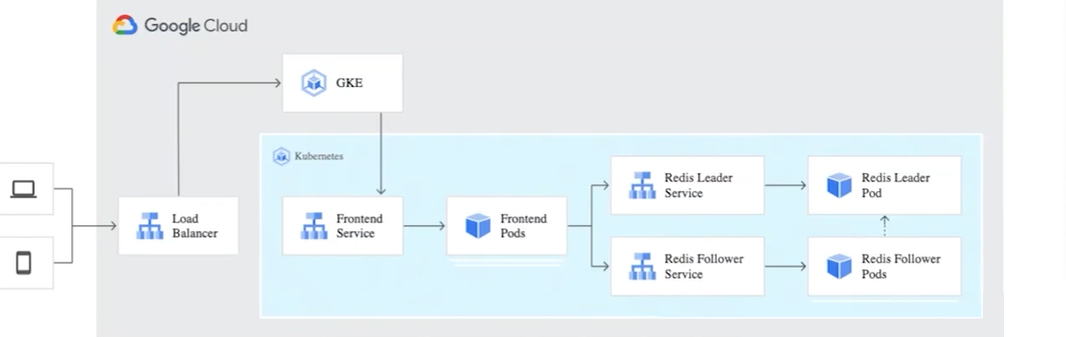 Google Cloud
GKE
Kubernetes
Load
Balancer
Frontend
Service
Frontend
Pods
Redis Leader
Service
Redis Leader
Pod
Redis Follower
Service
Redis Follower
Pods